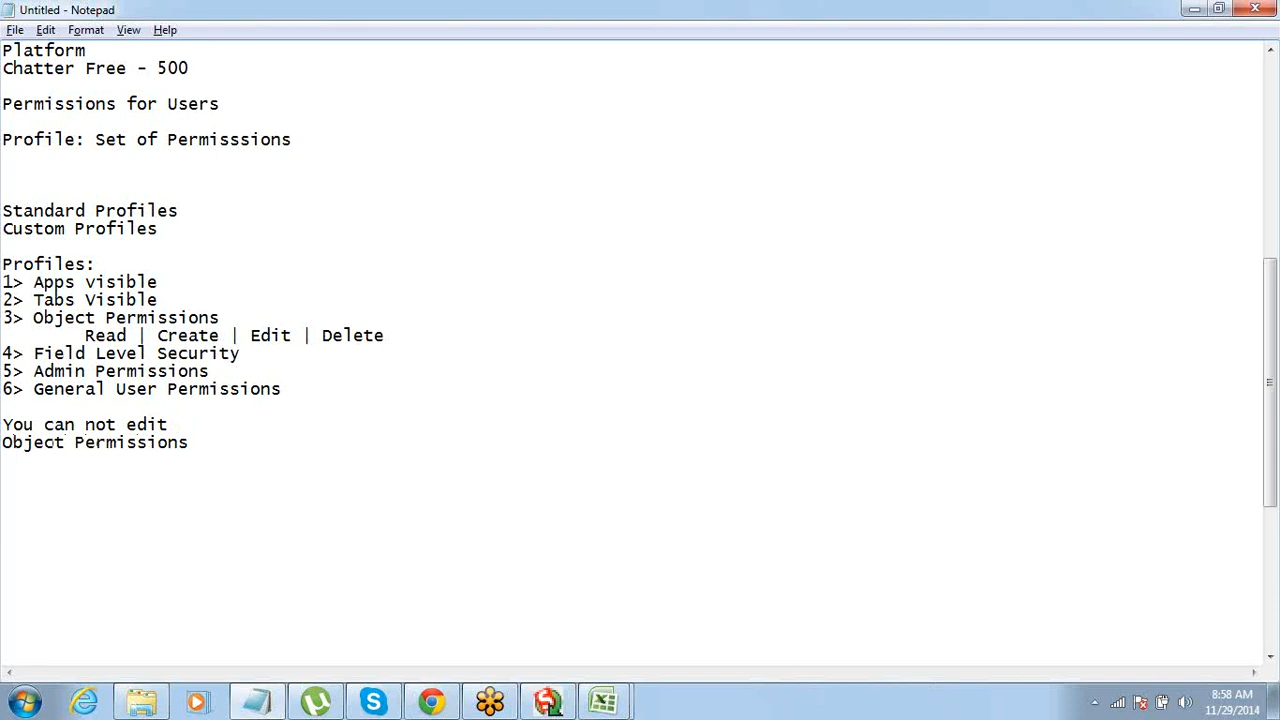 Untitled - Notepad
File Edit Format View Help
Platform
Chatter Free - 500
Permissions for Users
Profile: Set of Permisssions
Standard Profiles
Custom Profiles
Profiles:
1> Apps visible
2> Tabs Visible
3> Object Permissions
Read | Create | Edit | Delete
4> Field Level Security
5> Admin Permissions
6> General User Permissions
You can not edit
Object Permissions
8:58 AM
11/29/2014